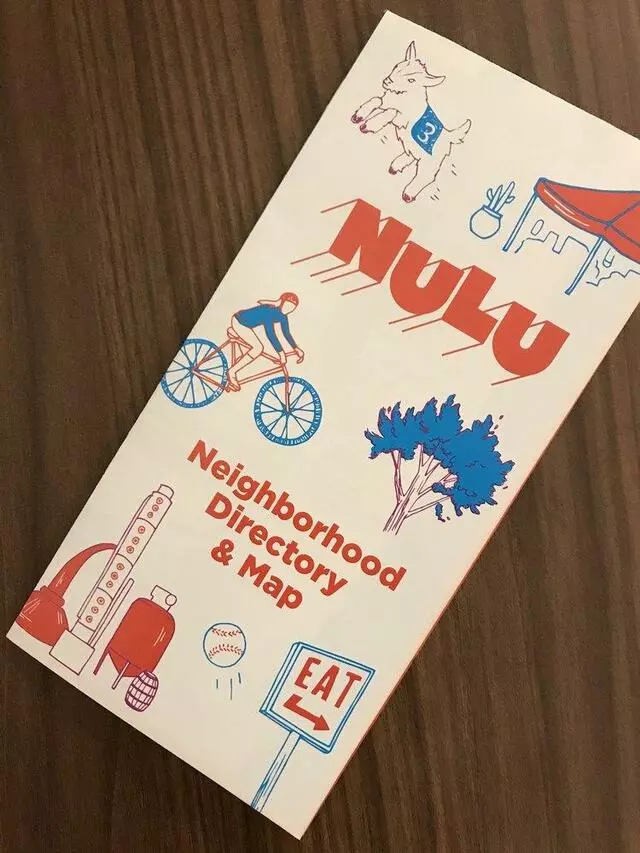 3
NULU
Neighborhood
Directory
& Map
EAT